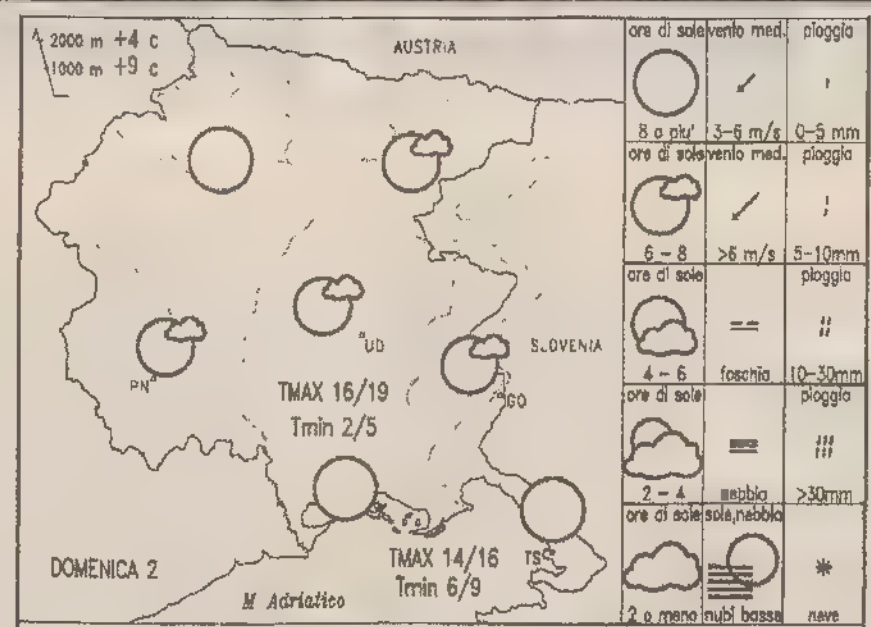 2000 m +4 c
1000 m +9 c
AUSTRIA
SLOVENIA
UD
PN
GO
TMAX 16/19
Tmin 2/5
TMAX 14/16
Tmin 6/9
TS
DOMENICA 2
M Adriatico
ore di sole vento med. pioggia
8 o piu' 3-6 m/s 0-5 mm
ore di sole vento med. pioggia
6 - 8 >6 m/s 5-10mm
ore di sole pioggia
4 - 6 foschia 10-30mm
ore di sole pioggia
2 - 4 nebbia >30mm
ore di sole sole,nebbia
2 o meno nubi basse neve